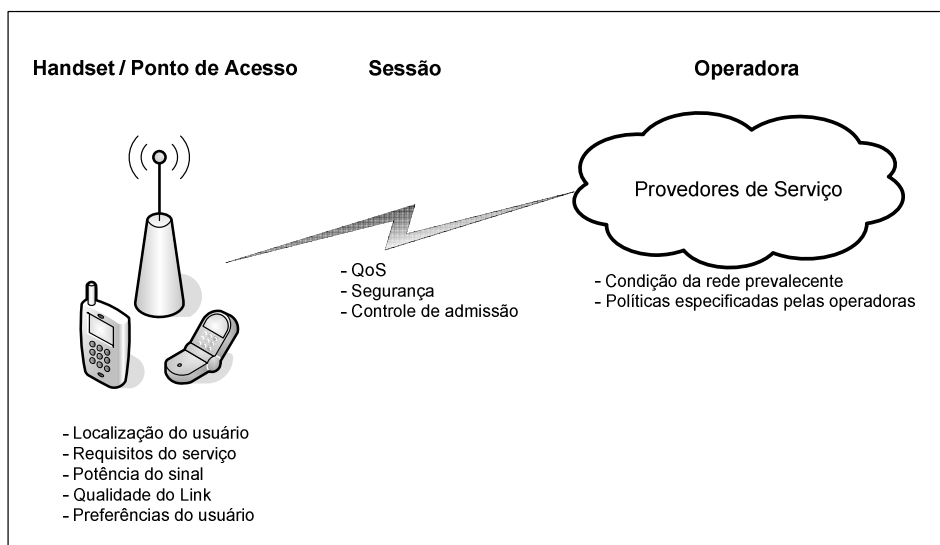 Handset / Ponto de Acesso
Sessão
Operadora
Provedores de Serviço
- QoS
- Segurança
- Controle de admissão
- Condição da rede prevalecente
- Políticas especificadas pelas operadoras
- Localização do usuário
- Requisitos do serviço
- Potência do sinal
- Qualidade do Link
- Preferências do usuário